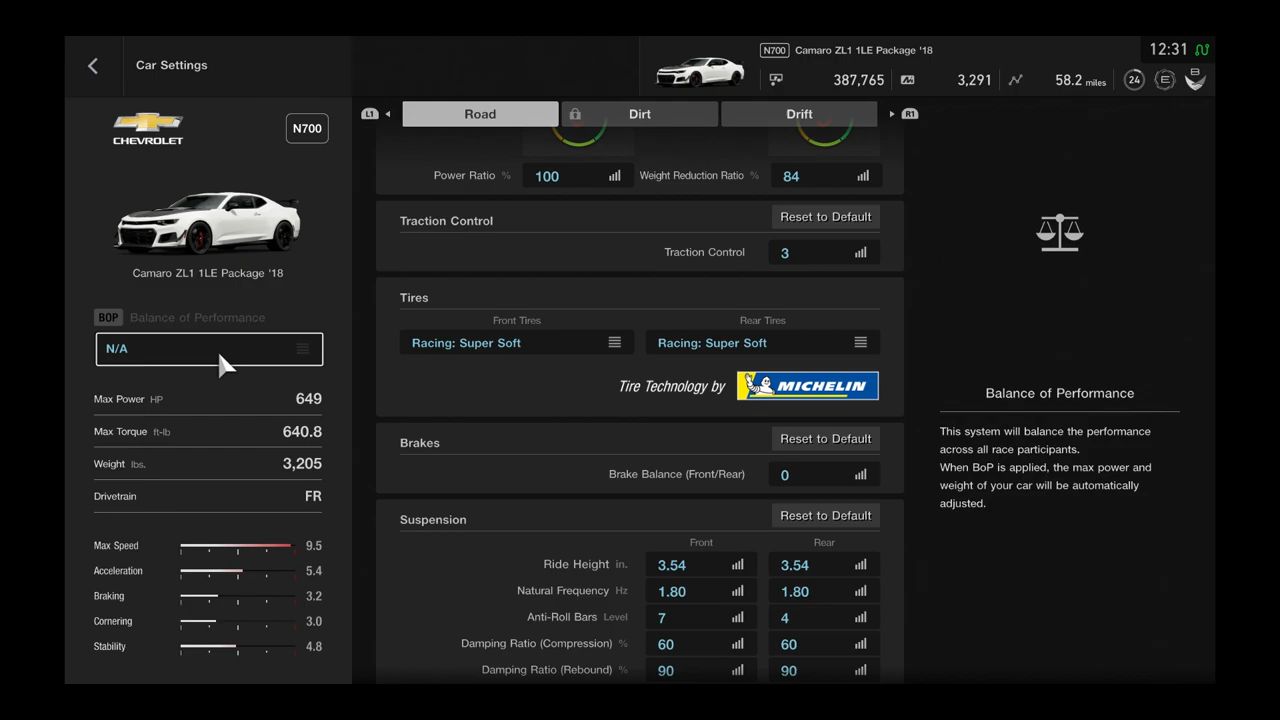 Car Settings
N700 Camaro ZL1 1LE Package '18
12:31
387,765 3,291 58.2 miles 24 E B
CHEVROLET
N700
Camaro ZL1 1LE Package '18
BOP Balance of Performance
N/A
Max Power HP 649
Max Torque ft-lb 640.8
Weight lbs. 3,205
Drivetrain FR
Max Speed 9.5
Acceleration 5.4
Braking 3.2
Cornering 3.0
Stability 4.8
L1 Road Dirt Drift R1
Power Ratio % 100 Weight Reduction Ratio % 84
Traction Control Reset to Default
Traction Control 3
Tires
Front Tires Rear Tires
Racing: Super Soft Racing: Super Soft
Tire Technology by MICHELIN
Brakes Reset to Default
Brake Balance (Front/Rear) 0
Suspension Reset to Default
Front Rear
Ride Height in. 3.54 3.54
Natural Frequency Hz 1.80 1.80
Anti-Roll Bars Level 7 4
Damping Ratio (Compression) % 60 60
Damping Ratio (Rebound) % 90 90
Balance of Performance
This system will balance the performance
across all race participants.
When BoP is applied, the max power and
weight of your car will be automatically
adjusted.